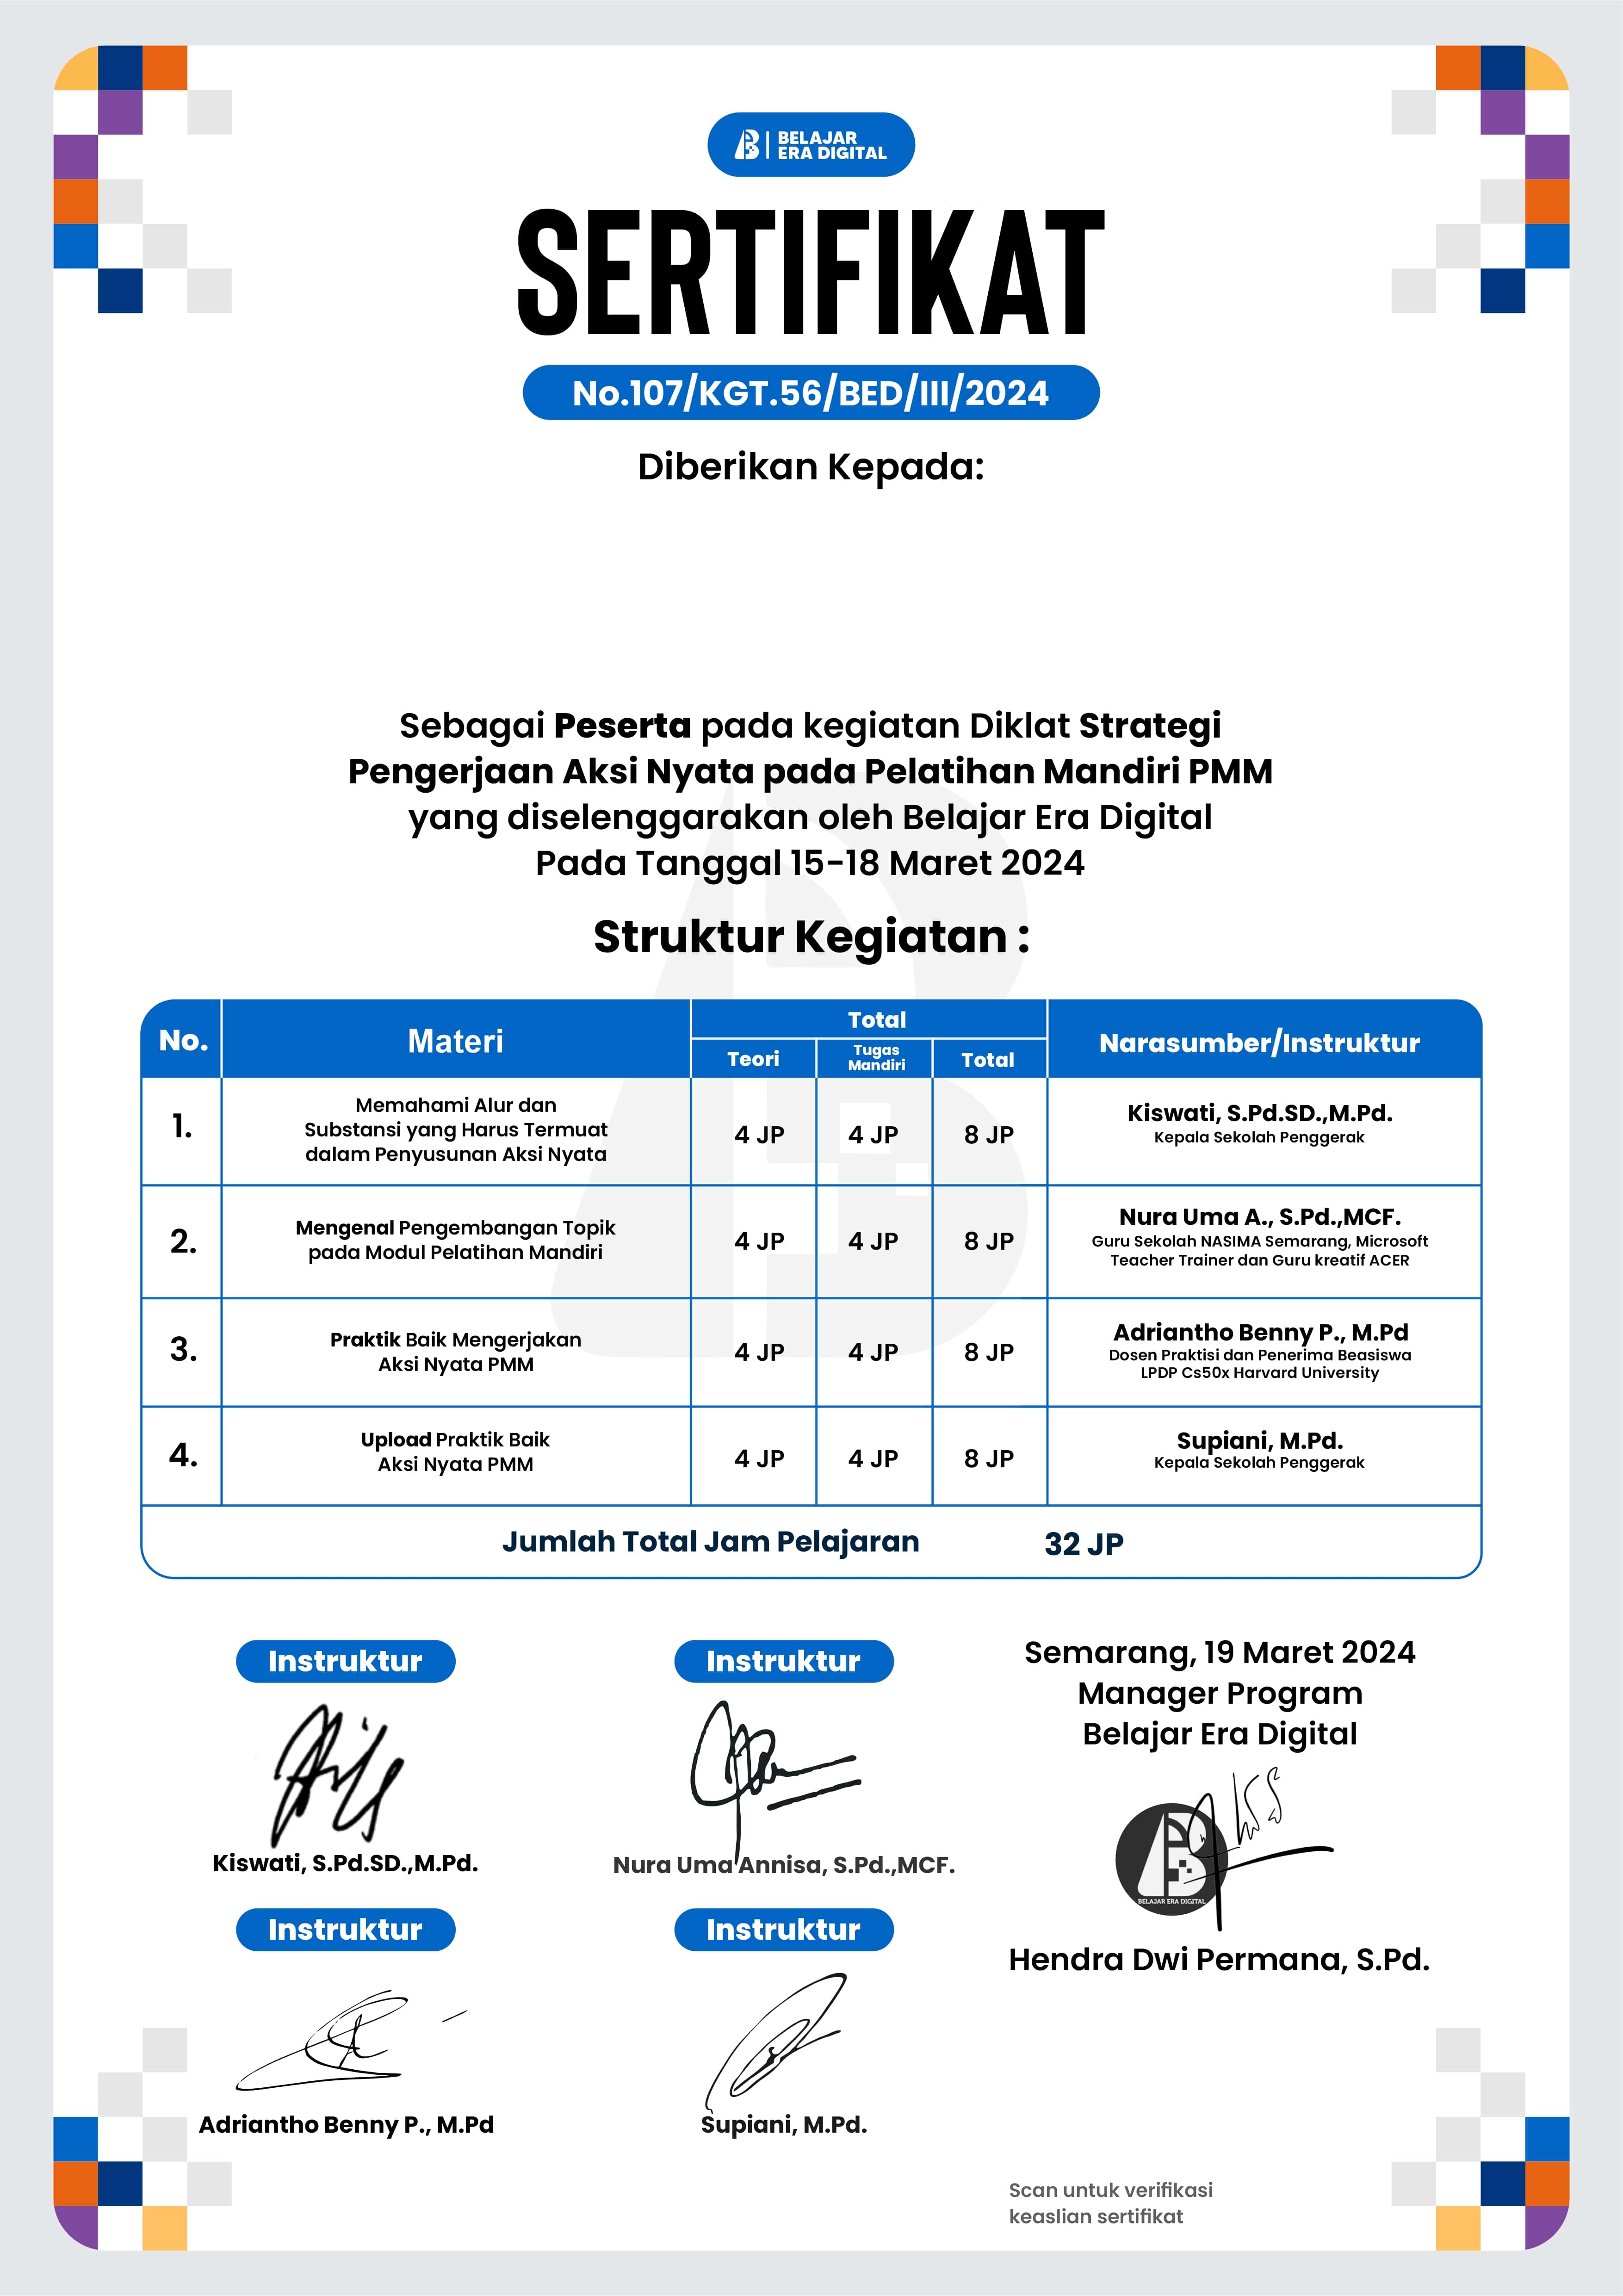 BELAJAR
ERA DIGITAL
SERTIFIKAT
No.107/KGT.56/BED/III/2024
Diberikan Kepada:
Sebagai Peserta pada kegiatan Diklat Strategi
Pengerjaan Aksi Nyata pada Pelatihan Mandiri PMM
yang diselenggarakan oleh Belajar Era Digital
Pada Tanggal 15-18 Maret 2024
Struktur Kegiatan :
No.
Materi
Total
Teori
Tugas
Mandiri
Total
Narasumber/Instruktur
1.
Memahami Alur dan
Substansi yang Harus Termuat
dalam Penyusunan Aksi Nyata
4 JP
4 JP
8 JP
Kiswati, S.Pd.SD.,M.Pd.
Kepala Sekolah Penggerak
2.
Mengenal Pengembangan Topik
pada Modul Pelatihan Mandiri
4 JP
4 JP
8 JP
Nura Uma A., S.Pd.,MCF.
Guru Sekolah NASIMA Semarang, Microsoft
Teacher Trainer dan Guru kreatif ACER
3.
Praktik Baik Mengerjakan
Aksi Nyata PMM
4 JP
4 JP
8 JP
Adriantho Benny P., M.Pd
Dosen Praktisi dan Penerima Beasiswa
LPDP Cs50x Harvard University
4.
Upload Praktik Baik
Aksi Nyata PMM
4 JP
4 JP
8 JP
Supiani, M.Pd.
Kepala Sekolah Penggerak
Jumlah Total Jam Pelajaran 32 JP
Instruktur
Kiswati, S.Pd.SD.,M.Pd.
Instruktur
Nura Uma Annisa, S.Pd.,MCF.
Semarang, 19 Maret 2024
Manager Program
Belajar Era Digital
BELAJAR ERA DIGITAL
Hendra Dwi Permana, S.Pd.
Instruktur
Adriantho Benny P., M.Pd
Instruktur
Supiani, M.Pd.
Scan untuk verifikasi
keaslian sertifikat